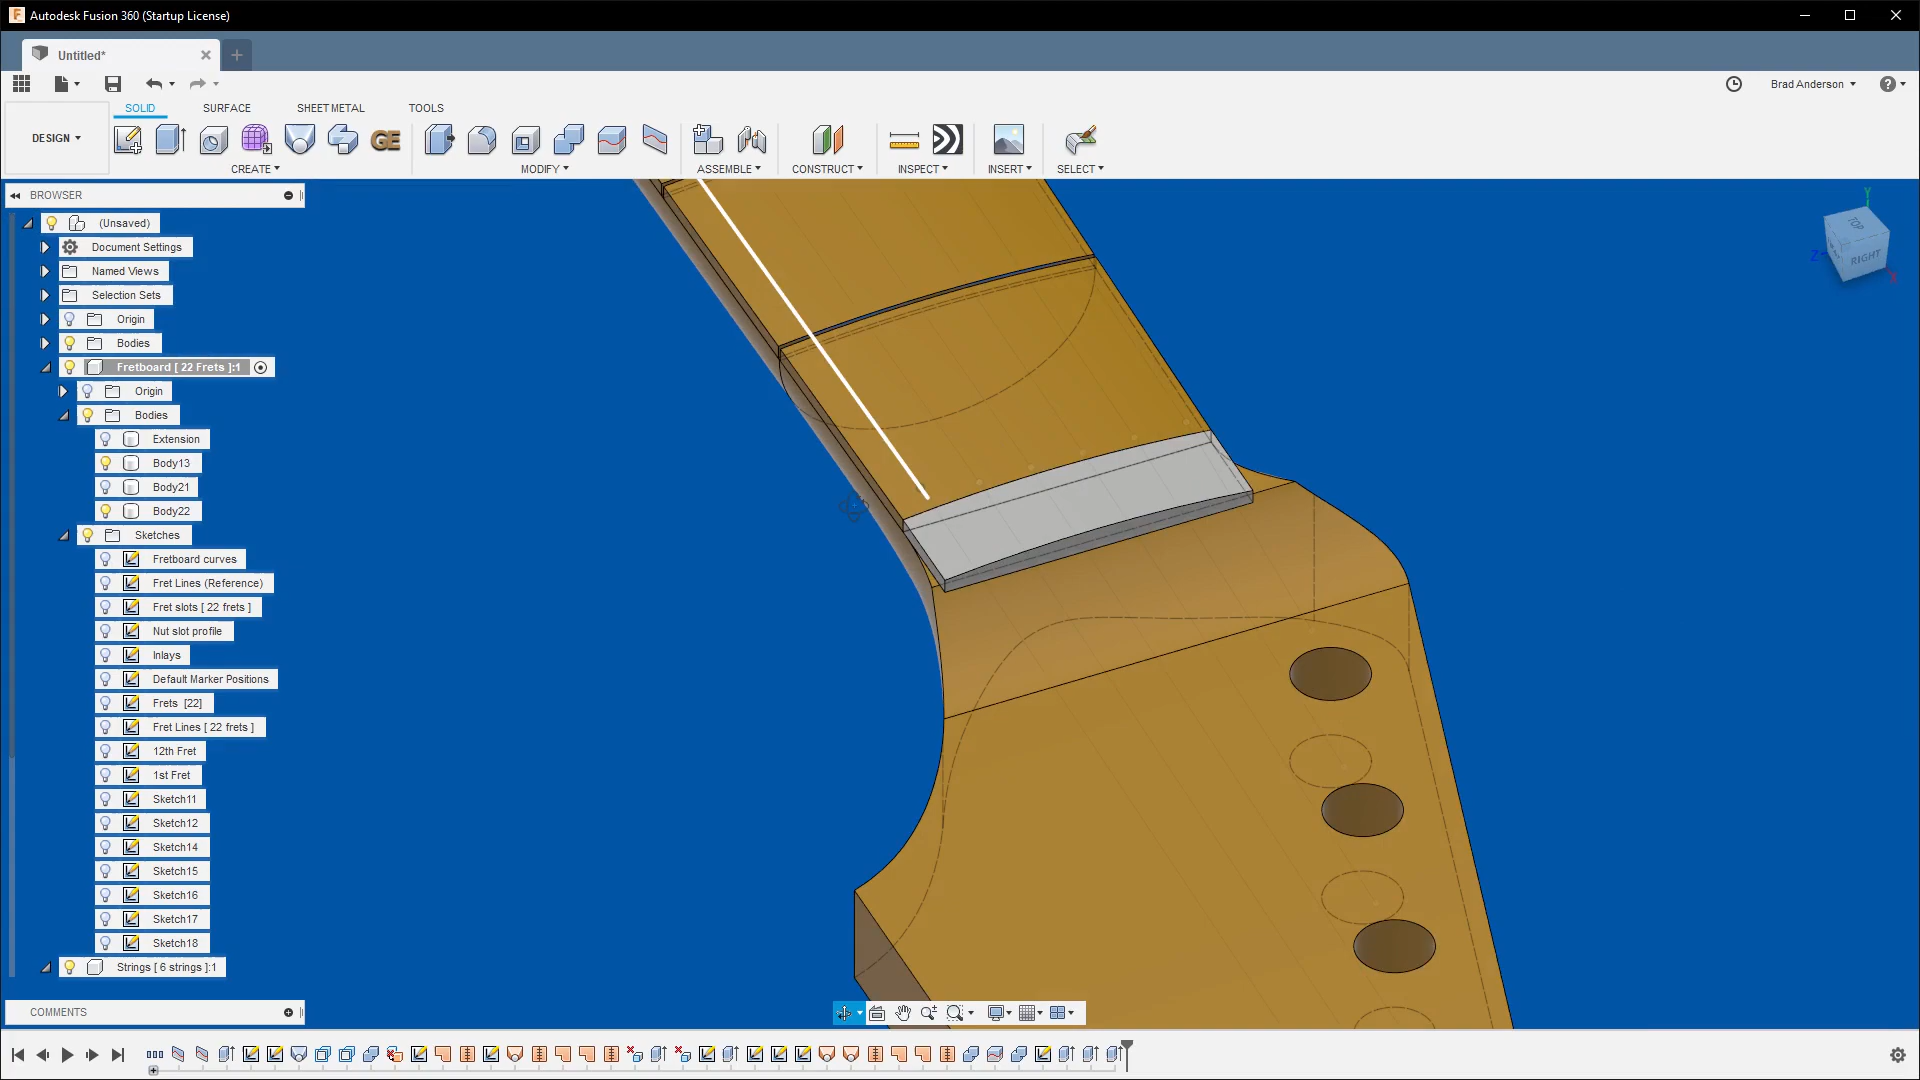 Autodesk Fusion 360 (Startup License)
Untitled*
Brad Anderson
SOLID SURFACE SHEET METAL TOOLS
DESIGN
GE
CREATE MODIFY ASSEMBLE CONSTRUCT INSPECT INSERT SELECT
BROWSER
(Unsaved)
Document Settings
Named Views
Selection Sets
Origin
Bodies
Fretboard [ 22 Frets ]:1
Origin
Bodies
Extension
Body13
Body21
Body22
Sketches
Fretboard curves
Fret Lines (Reference)
Fret slots [ 22 frets ]
Nut slot profile
Inlays
Default Marker Positions
Frets [22]
Fret Lines [ 22 frets ]
12th Fret
1st Fret
Sketch11
Sketch12
Sketch14
Sketch15
Sketch16
Sketch17
Sketch18
Strings [ 6 strings ]:1
COMMENTS
Y
TOP
Z
RIGHT
X